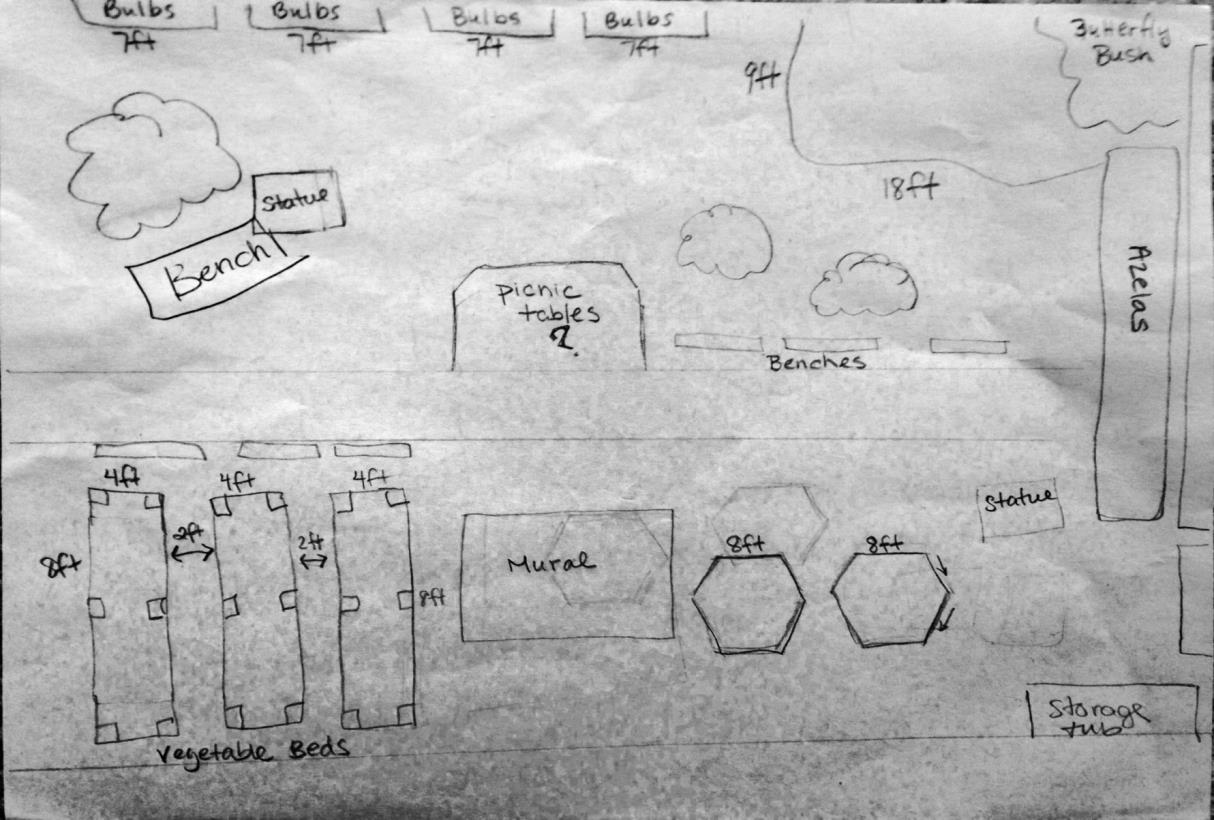 Bulbs
7ft
Bulbs
7ft
Bulbs
7ft
Bulbs
7ft
9ft
18ft
Butterfly
Bush
Azelas
Statue
Bench
picnic
tables
2
Benches
4ft
4ft
4ft
8ft
2ft
2ft
8ft
Vegetable Beds
Mural
8ft
8ft
Statue
Storage
tub